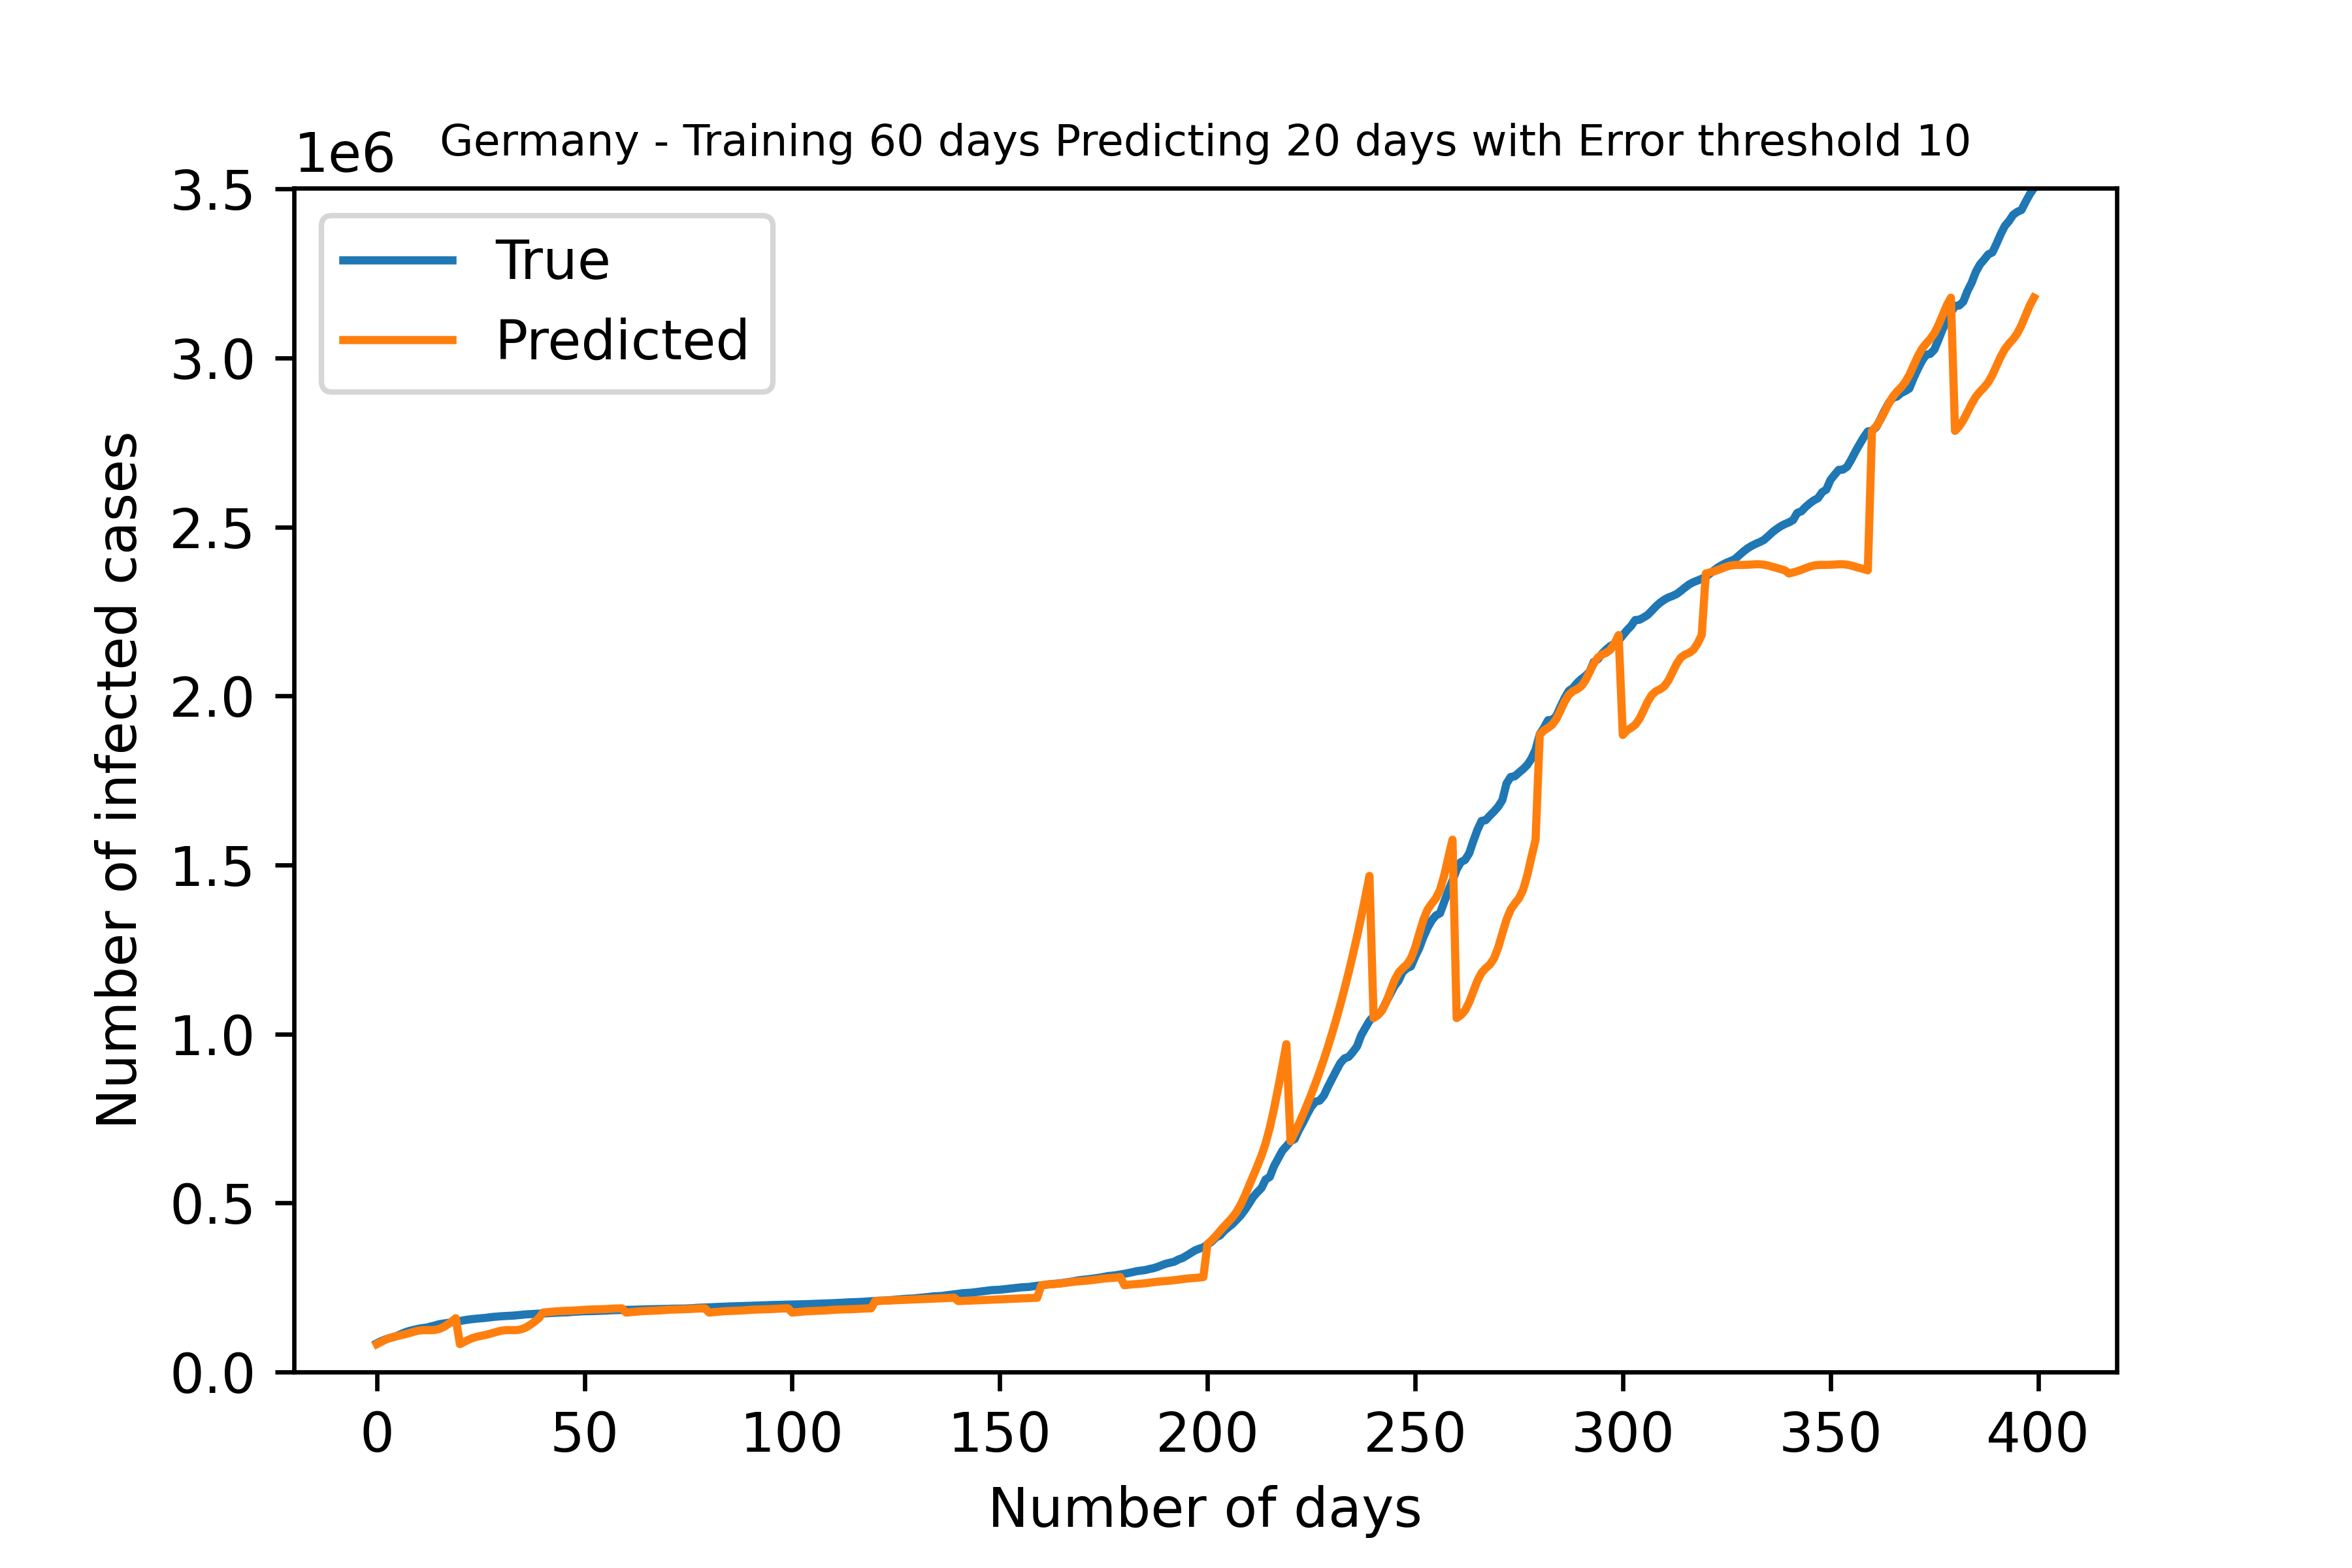 1e6
Germany - Training 60 days Predicting 20 days with Error threshold 10
True
Predicted
Number of infected cases
3.5
3.0
2.5
2.0
1.5
1.0
0.5
0.0
0 50 100 150 200 250 300 350 400
Number of days